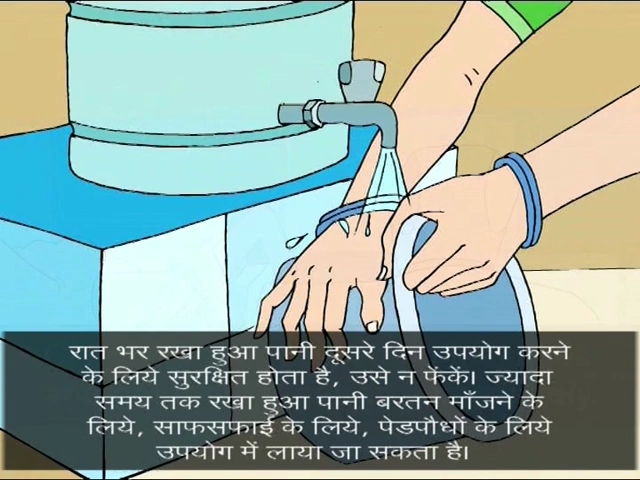 रात भर रखा हुआ पानी दूसरे दिन उपयोग करने
के लिये सुरक्षित होता है, उसे न फेंकें। ज्यादा
समय तक रखा हुआ पानी बरतन माँजने के
लिये, साफसफाई के लिये, पेडपौधों के लिये
उपयोग में लाया जा सकता है।